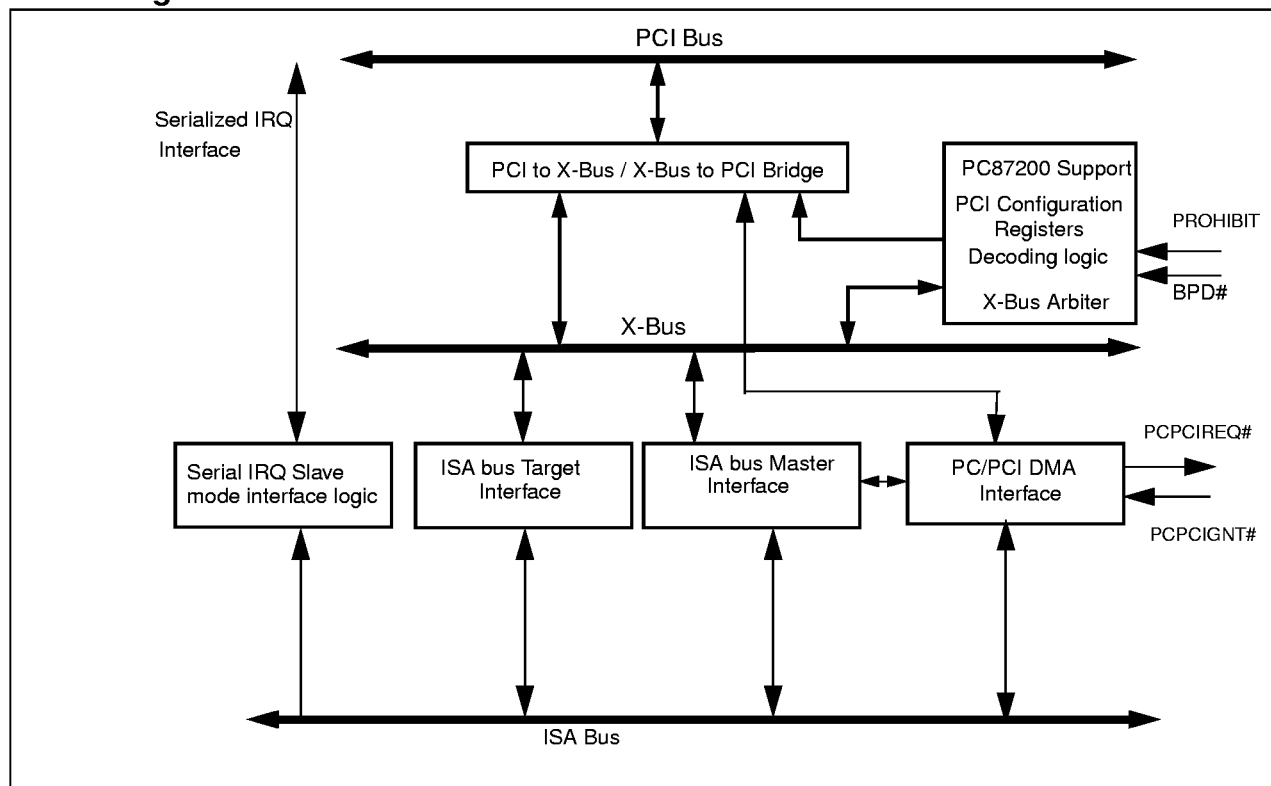 PCI Bus
Serialized IRQ
Interface
PCI to X-Bus / X-Bus to PCI Bridge
PC87200 Support
PCI Configuration
Registers
Decoding logic
X-Bus Arbiter
PROHIBIT
BPD#
X-Bus
Serial IRQ Slave
mode interface logic
ISA bus Target
Interface
ISA bus Master
Interface
PC/PCI DMA
Interface
PCPCIREQ#
PCPCIGNT#
ISA Bus